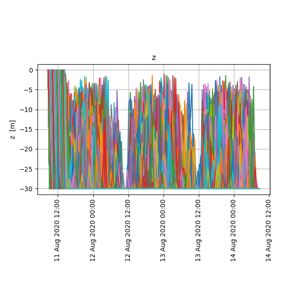 z
0
−5
−10
−15
−20
−25
−30
z [m]
11 Aug 2020 12:00
12 Aug 2020 00:00
12 Aug 2020 12:00
13 Aug 2020 00:00
13 Aug 2020 12:00
14 Aug 2020 00:00
14 Aug 2020 12:00